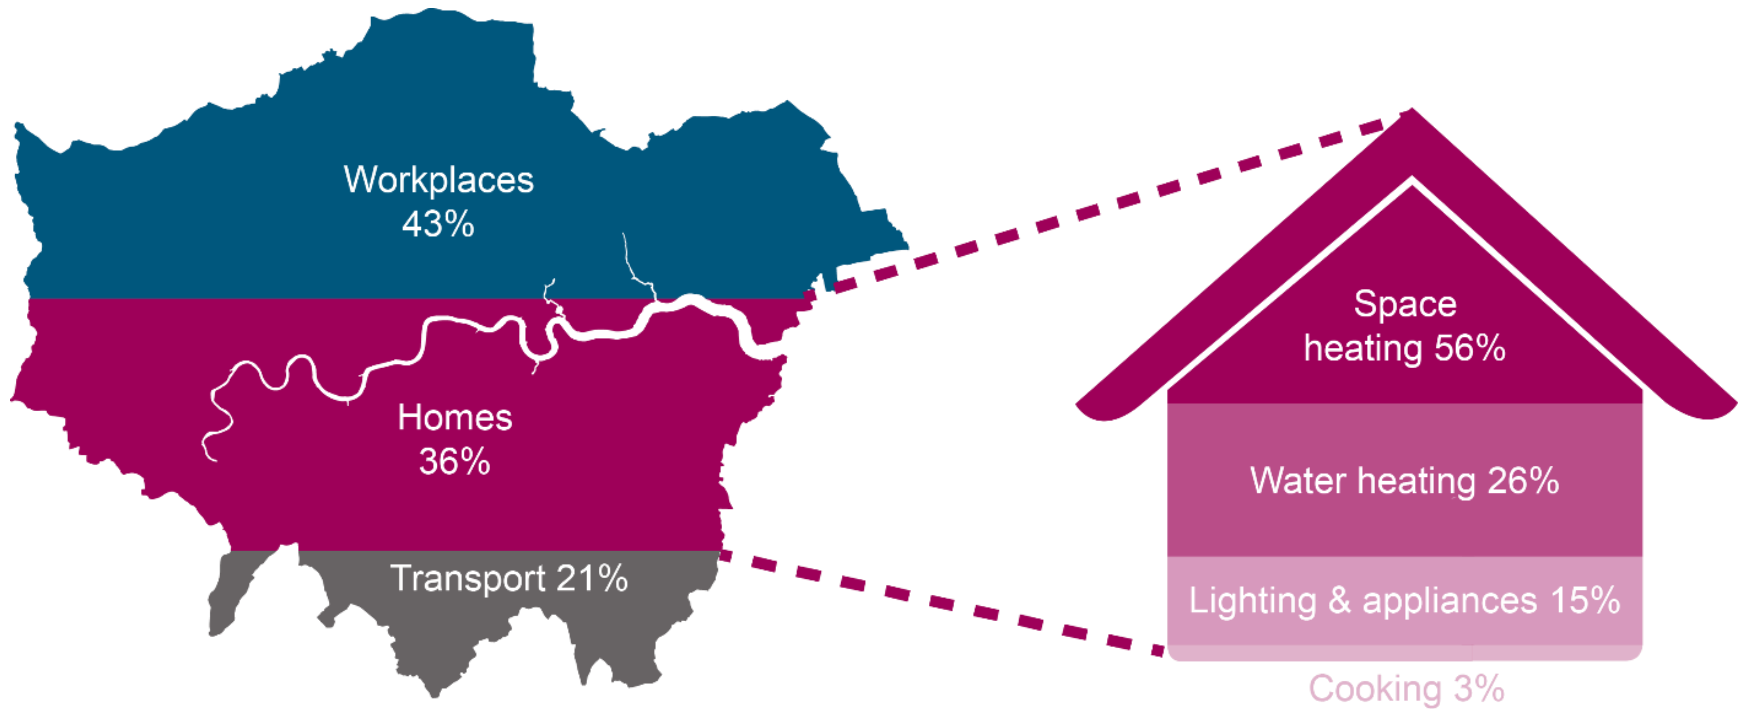 Workplaces
43%
Homes
36%
Transport 21%
Space
heating 56%
Water heating 26%
Lighting & appliances 15%
Cooking 3%